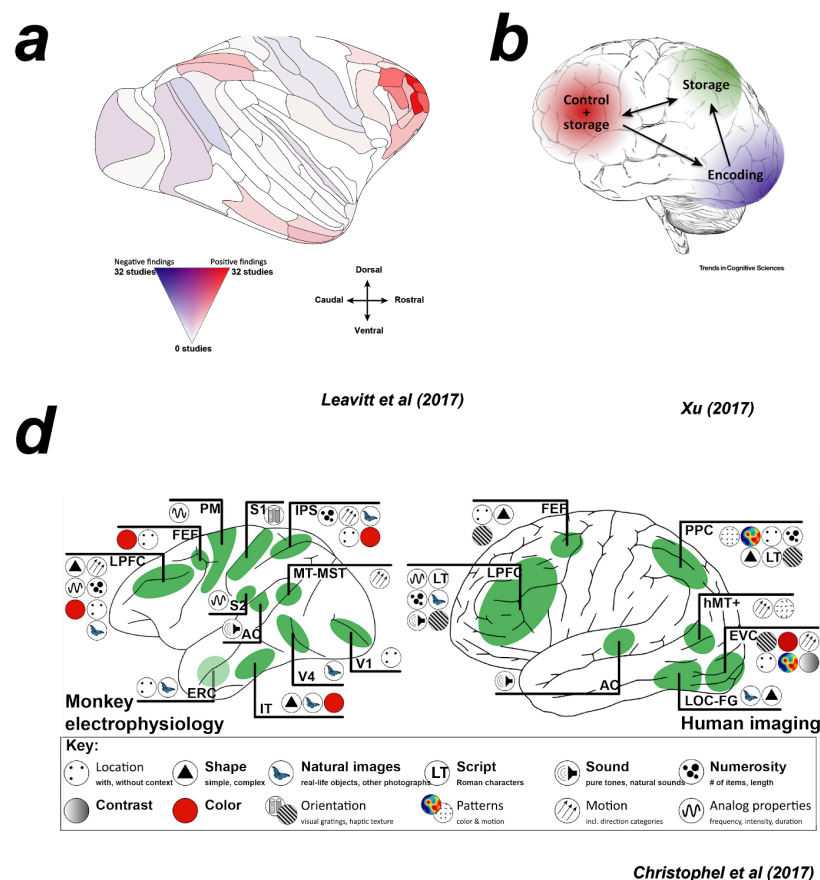 a
Negative findings
32 studies
Positive findings
32 studies
0 studies
Dorsal
Caudal
Rostral
Ventral
Leavitt et al (2017)
b
Control
+
storage
Storage
Encoding
Trends in Cognitive Sciences
Xu (2017)
d
PM
S1
IPS
FEF
LPFC
MT-MST
S2
AC
ERC
IT
V4
V1
Monkey
electrophysiology
FEF
PPC
LT
LPFC
LT
hMT+
EVC
AC
LOC-FG
Human imaging
Key:
Location
with, without context
Shape
simple, complex
Natural images
real-life objects, other photographs
LT
Script
Roman characters
Sound
pure tones, natural sounds
Numerosity
# of items, length
Contrast
Color
Orientation
visual gratings, haptic texture
Patterns
color & motion
Motion
incl. direction categories
Analog properties
frequency, intensity, duration
Christophel et al (2017)